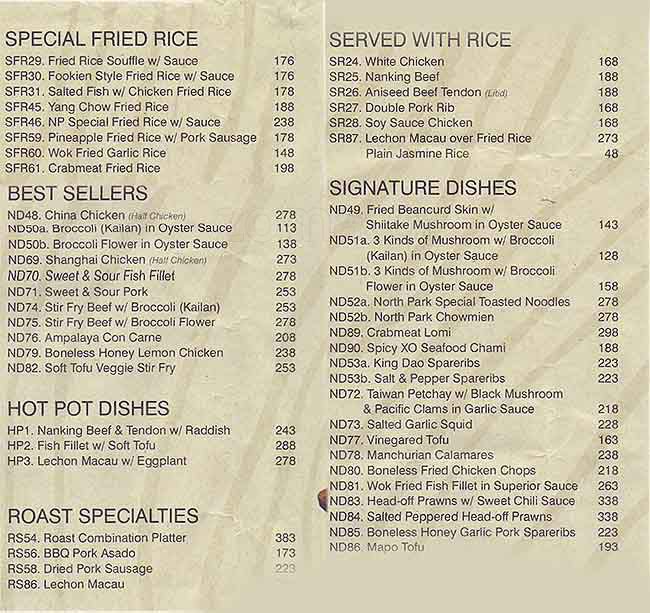 SPECIAL FRIED RICE
SFR29. Fried Rice Souffle w/ Sauce 176
SFR30. Fookien Style Fried Rice w/ Sauce 176
SFR31. Salted Fish w/ Chicken Fried Rice 178
SFR45. Yang Chow Fried Rice 188
SFR46. NP Special Fried Rice w/ Sauce 238
SFR59. Pineapple Fried Rice w/ Pork Sausage 178
SFR60. Wok Fried Garlic Rice 148
SFR61. Crabmeat Fried Rice 198
BEST SELLERS
ND48. China Chicken (Half Chicken) 278
ND50a. Broccoli (Kailan) in Oyster Sauce 113
ND50b. Broccoli Flower in Oyster Sauce 138
ND69. Shanghai Chicken (Half Chicken) 273
ND70. Sweet & Sour Fish Fillet 278
ND71. Sweet & Sour Pork 253
ND74. Stir Fry Beef w/ Broccoli (Kailan) 253
ND75. Stir Fry Beef w/ Broccoli Flower 278
ND76. Ampalaya Con Carne 208
ND79. Boneless Honey Lemon Chicken 238
ND82. Soft Tofu Veggie Stir Fry 253
HOT POT DISHES
HP1. Nanking Beef & Tendon w/ Raddish 243
HP2. Fish Fillet w/ Soft Tofu 288
HP3. Lechon Macau w/ Eggplant 278
ROAST SPECIALTIES
RS54. Roast Combination Platter 383
RS56. BBQ Pork Asado 173
RS58. Dried Pork Sausage 223
RS86. Lechon Macau
SERVED WITH RICE
SR24. White Chicken 168
SR25. Nanking Beef 188
SR26. Aniseed Beef Tendon (Litid) 188
SR27. Double Pork Rib 168
SR28. Soy Sauce Chicken 168
SR87. Lechon Macau over Fried Rice 273
Plain Jasmine Rice 48
SIGNATURE DISHES
ND49. Fried Beancurd Skin w/
Shiitake Mushroom in Oyster Sauce 143
ND51a. 3 Kinds of Mushroom w/ Broccoli
(Kailan) in Oyster Sauce 128
ND51b. 3 Kinds of Mushroom w/ Broccoli
Flower in Oyster Sauce 158
ND52a. North Park Special Toasted Noodles 278
ND52b. North Park Chowmien 278
ND89. Crabmeat Lomi 298
ND90. Spicy XO Seafood Chami 188
ND53a. King Dao Spareribs 223
ND53b. Salt & Pepper Spareribs 223
ND72. Taiwan Petchay w/ Black Mushroom
& Pacific Clams in Garlic Sauce 218
ND73. Salted Garlic Squid 228
ND77. Vinegared Tofu 163
ND78. Manchurian Calamares 238
ND80. Boneless Fried Chicken Chops 218
ND81. Wok Fried Fish Fillet in Superior Sauce 263
ND83. Head-off Prawns w/ Sweet Chili Sauce 338
ND84. Salted Peppered Head-off Prawns 338
ND85. Boneless Honey Garlic Pork Spareribs 223
ND86. Mapo Tofu 193